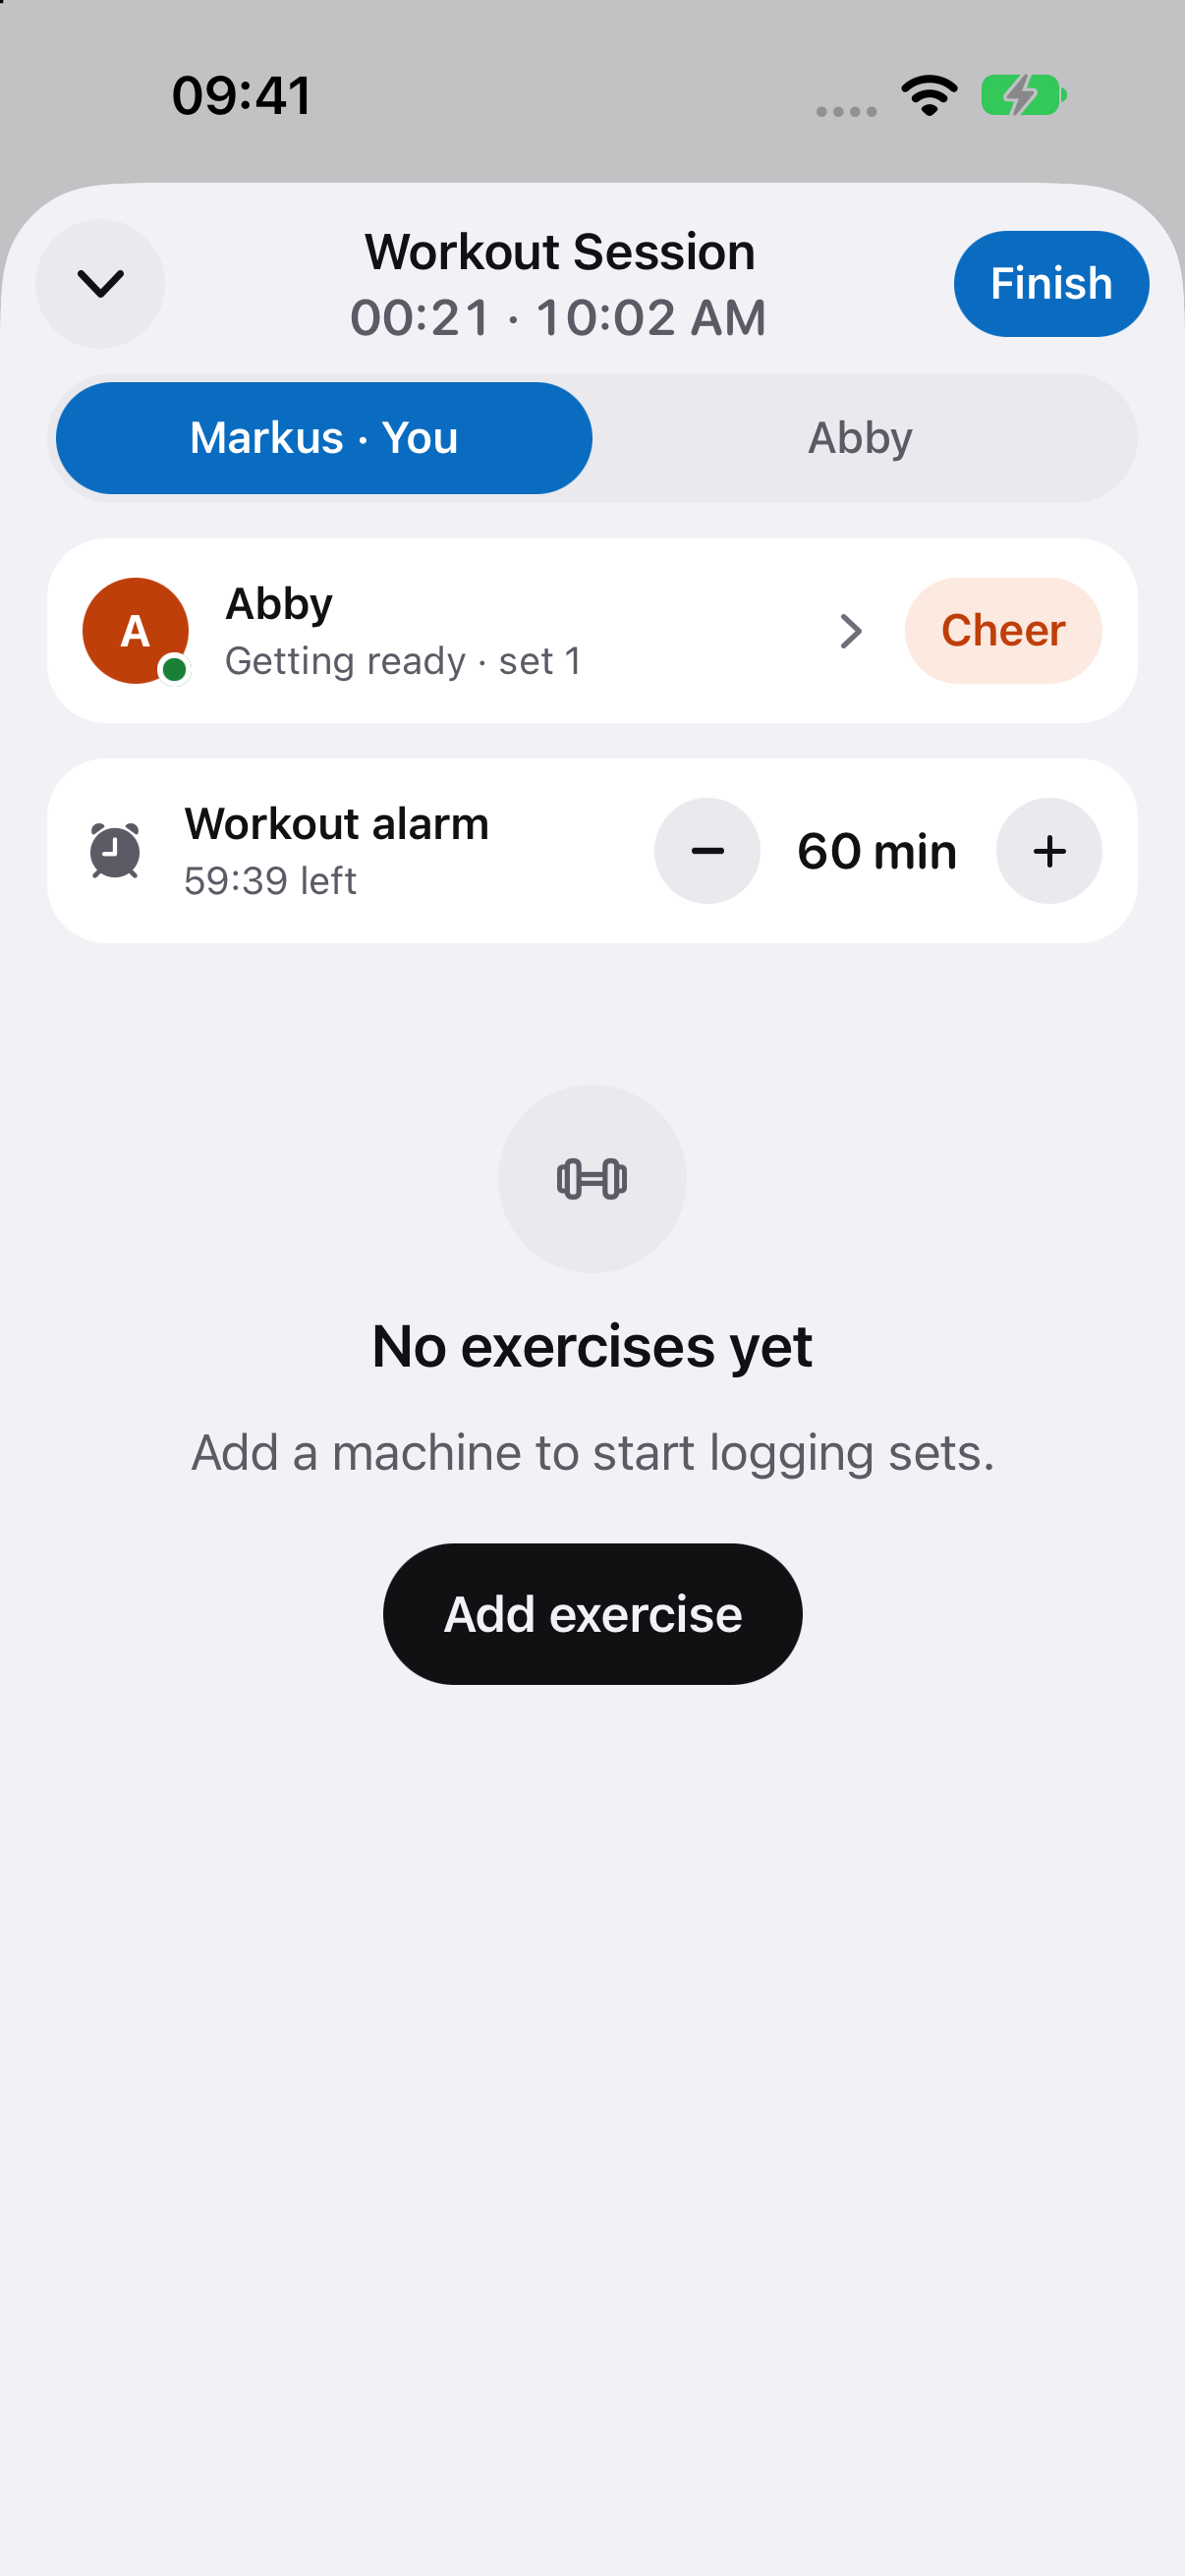 09:41
Workout Session
00:21 · 10:02 AM
Finish
Markus · You
Abby
A
Abby
Getting ready · set 1
Cheer
Workout alarm
59:39 left
60 min
No exercises yet
Add a machine to start logging sets.
Add exercise